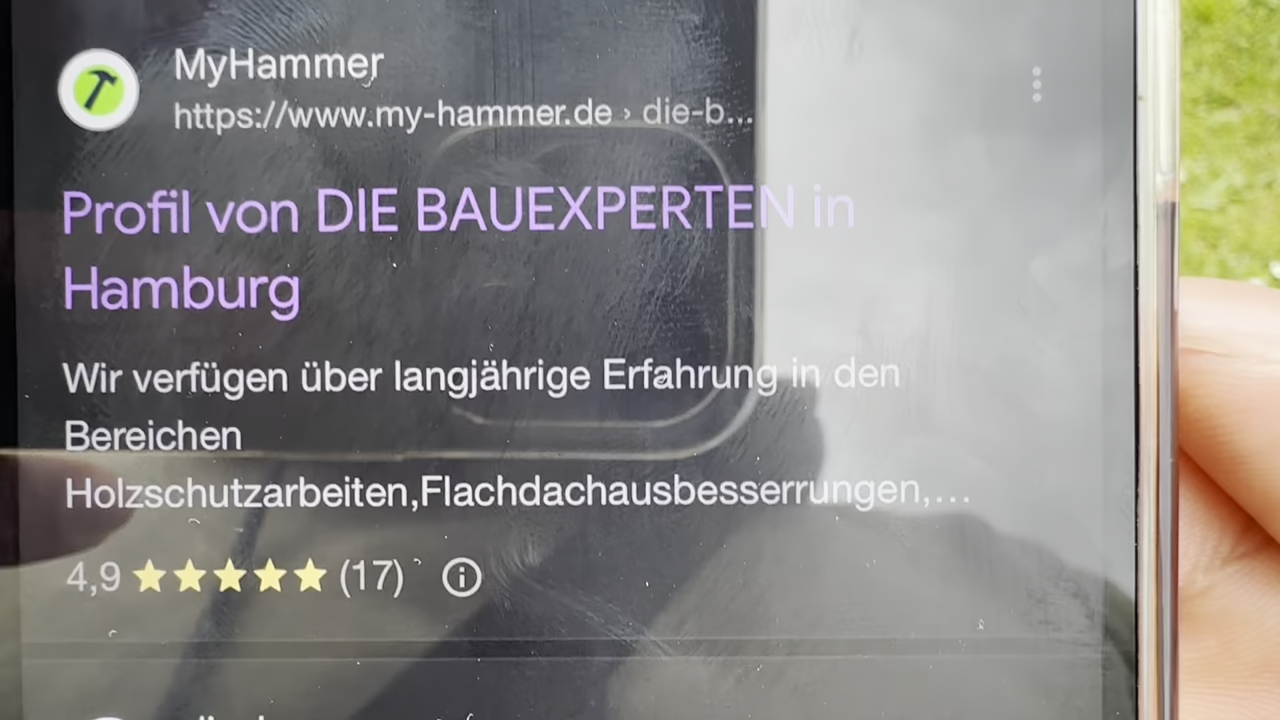 MyHammer
https://www.my-hammer.de › die-b...
Profil von DIE BAUEXPERTEN in
Hamburg
Wir verfügen über langjährige Erfahrung in den
Bereichen
Holzschutzarbeiten,Flachdachausbesserrungen,...
4,9 ★★★★★ (17)